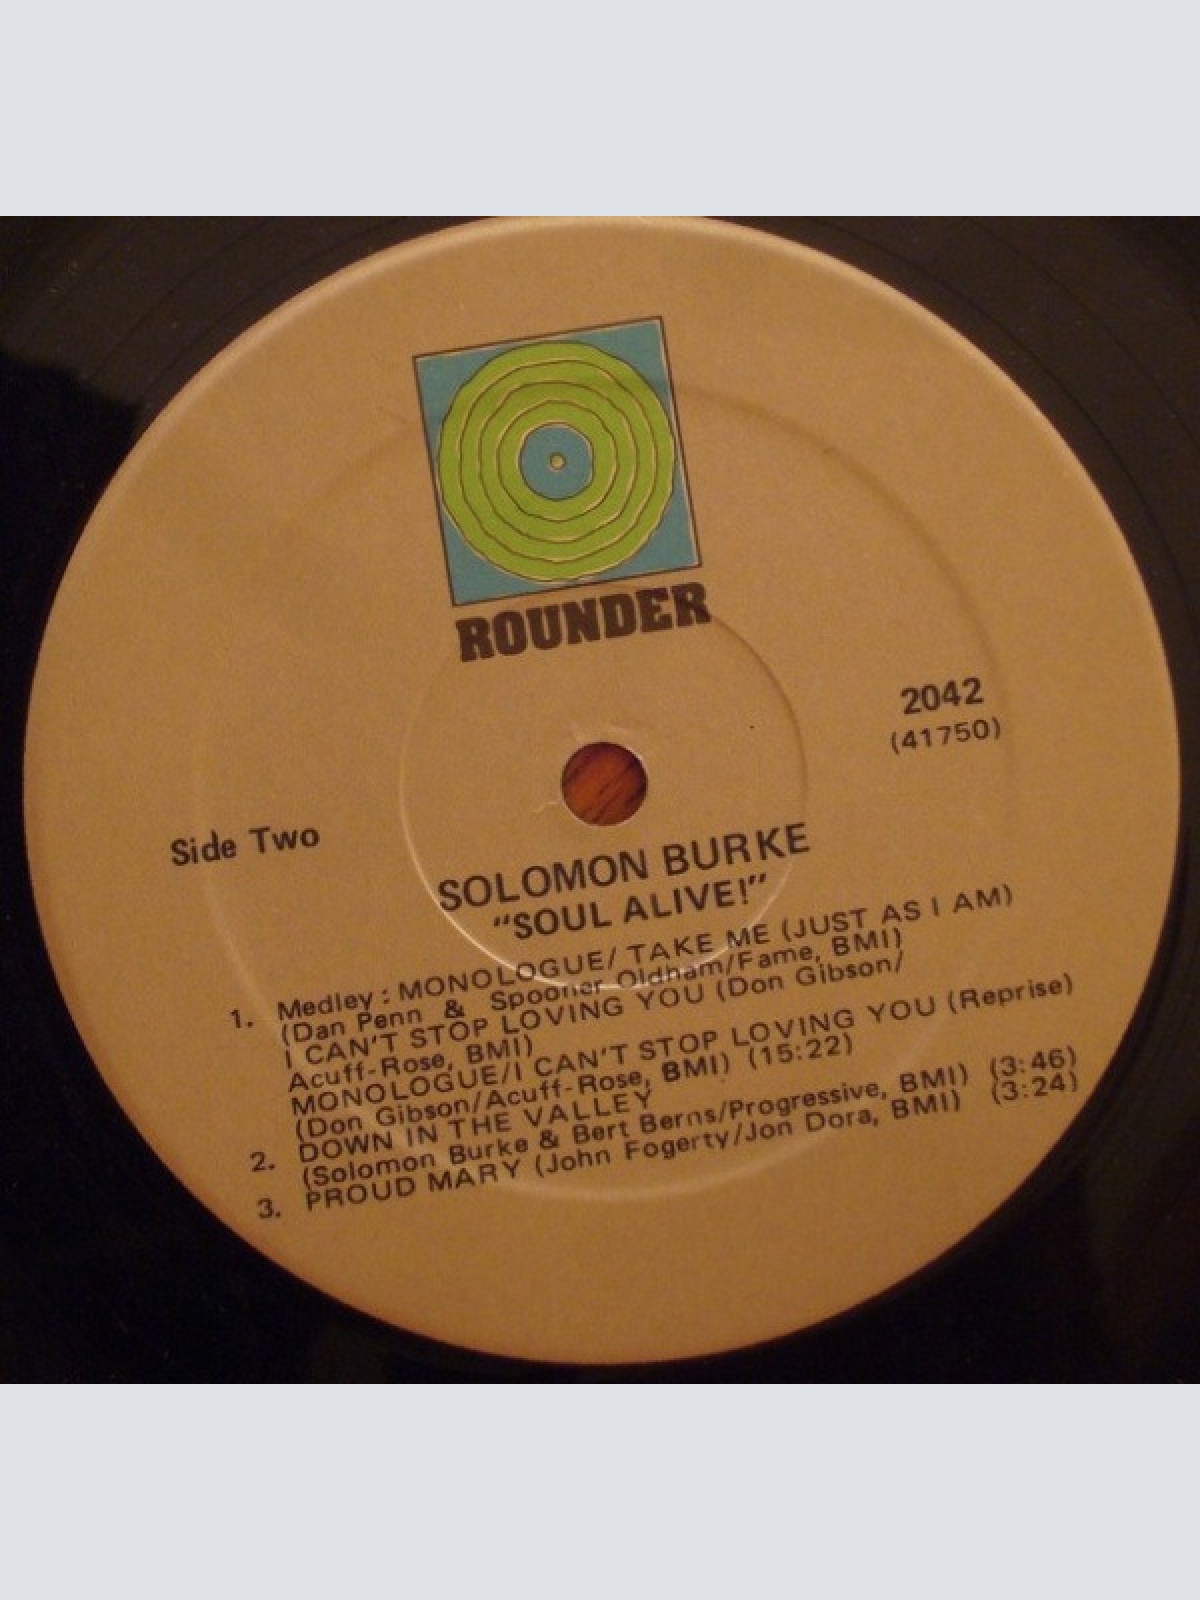 ROUNDER
2042
(41750)
Side Two
SOLOMON BURKE
"SOUL ALIVE!"
1. Medley: MONOLOGUE/ TAKE ME (JUST AS I AM)
(Dan Penn & Spooner Oldham/Fame, BMI)
I CAN'T STOP LOVING YOU (Don Gibson/
Acuff-Rose, BMI)
MONOLOGUE/I CAN'T STOP LOVING YOU (Reprise)
(Don Gibson/Acuff-Rose, BMI) (15:22)
2. DOWN IN THE VALLEY
(Solomon Burke & Bert Berns/Progressive, BMI) (3:46)
3. PROUD MARY (John Fogerty/Jon Dora, BMI) (3:24)